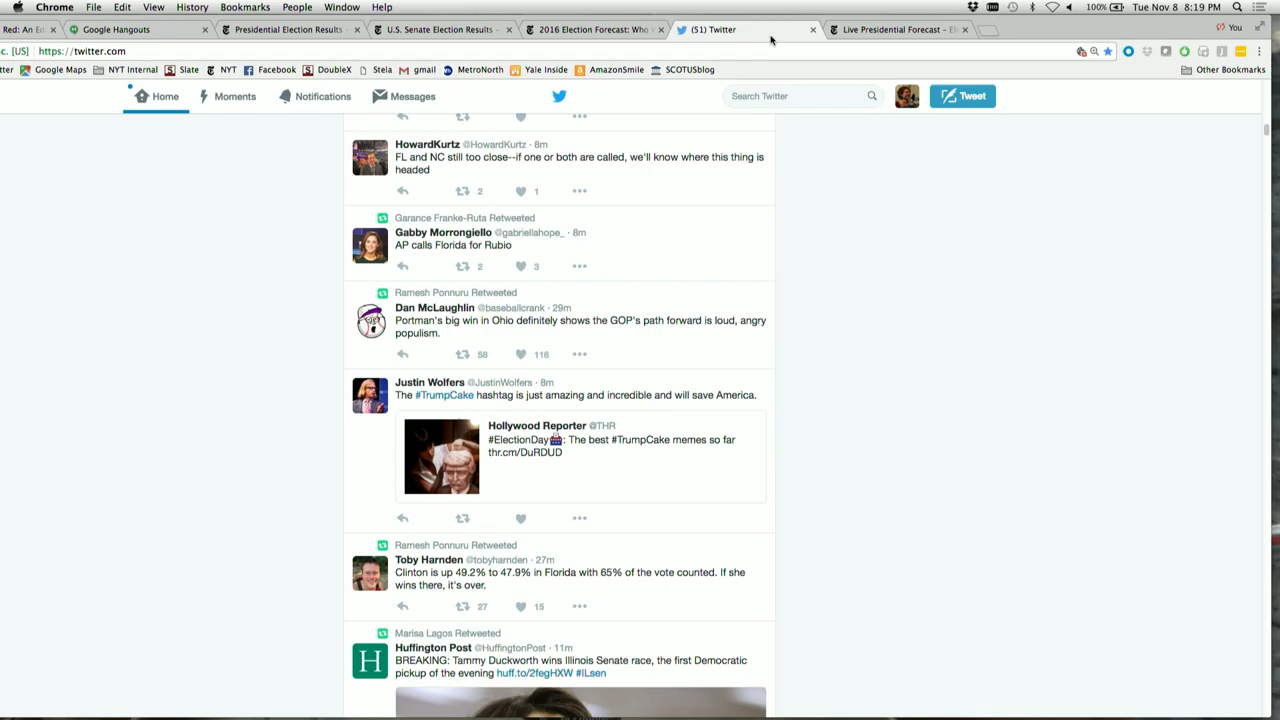 Chrome File Edit View History Bookmarks People Window Help 100% Tue Nov 8 8:19 PM
Red: An Ed Google Hangouts Presidential Election Results - U.S. Senate Election Results - 2016 Election Forecast: Who (51) Twitter Live Presidential Forecast - El You
c. [US] https://twitter.com
tter Google Maps NYT Internal Slate NYT Facebook DoubleX Stela gmail MetroNorth Yale Inside AmazonSmile SCOTUSblog Other Bookmarks
Home Moments Notifications Messages Search Twitter Tweet
HowardKurtz @HowardKurtz · 8m
FL and NC still too close--if one or both are called, we'll know where this thing is
headed
2 1
Garance Franke-Ruta Retweeted
Gabby Morrongiello @gabriellahope_ · 8m
AP calls Florida for Rubio
2 3
Ramesh Ponnuru Retweeted
Dan McLaughlin @baseballcrank · 29m
Portman's big win in Ohio definitely shows the GOP's path forward is loud, angry
populism.
58 116
Justin Wolfers @JustinWolfers · 8m
The #TrumpCake hashtag is just amazing and incredible and will save America.
Hollywood Reporter @THR
#ElectionDay: The best #TrumpCake memes so far
thr.cm/DuRDUD
Ramesh Ponnuru Retweeted
Toby Harnden @tobyharnden · 27m
Clinton is up 49.2% to 47.9% in Florida with 65% of the vote counted. If she
wins there, it's over.
27 15
Marisa Lagos Retweeted
Huffington Post @HuffingtonPost · 11m
H
BREAKING: Tammy Duckworth wins Illinois Senate race, the first Democratic
pickup of the evening huff.to/2fegHXW #ILsen